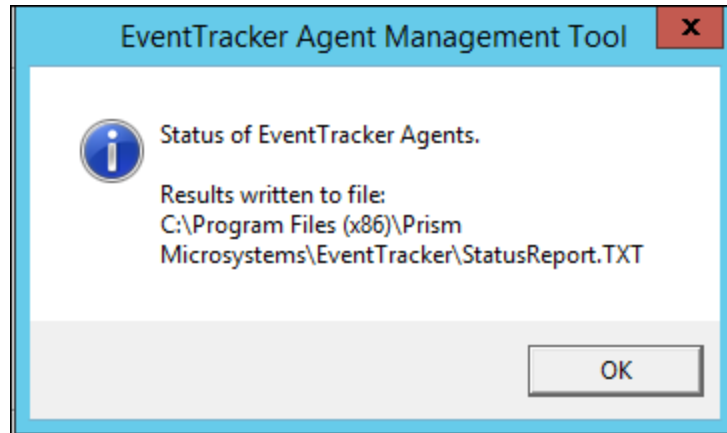 EventTracker Agent Management Tool
x
i
Status of EventTracker Agents.
Results written to file:
C:\Program Files (x86)\Prism
Microsystems\EventTracker\StatusReport.TXT
OK